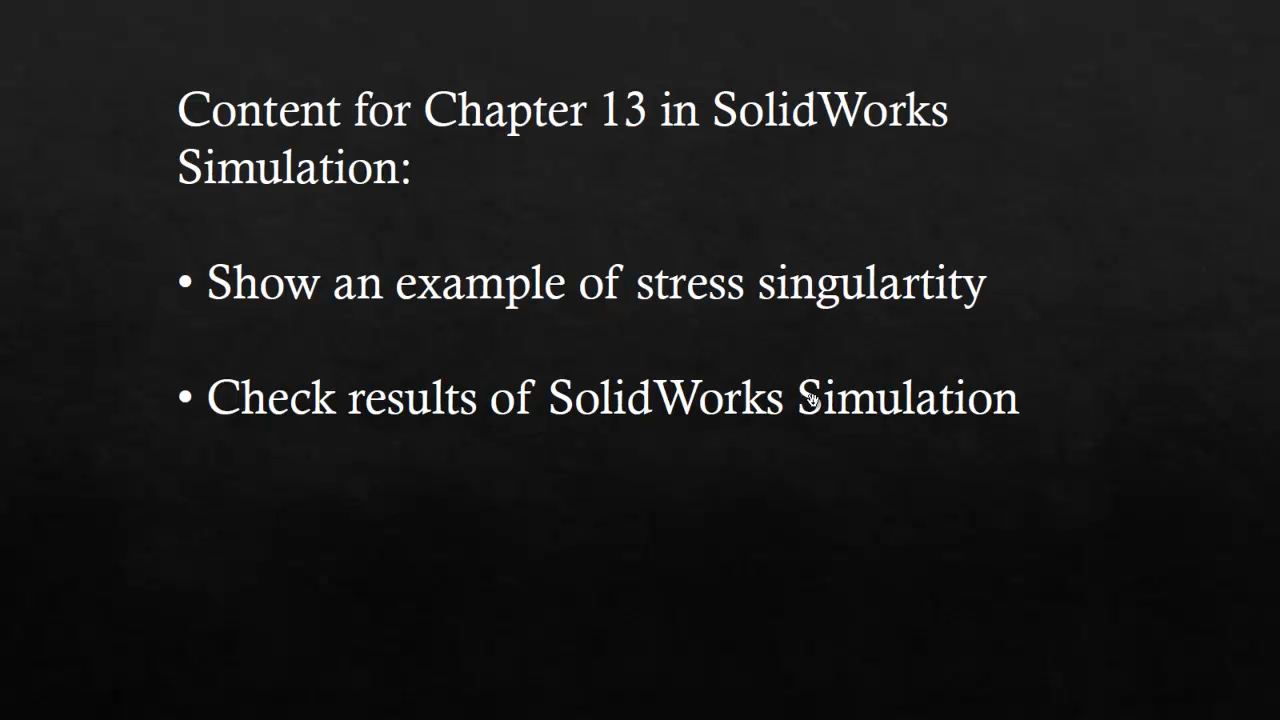 Content for Chapter 13 in SolidWorks
Simulation:
• Show an example of stress singulartity
• Check results of SolidWorks Simulation